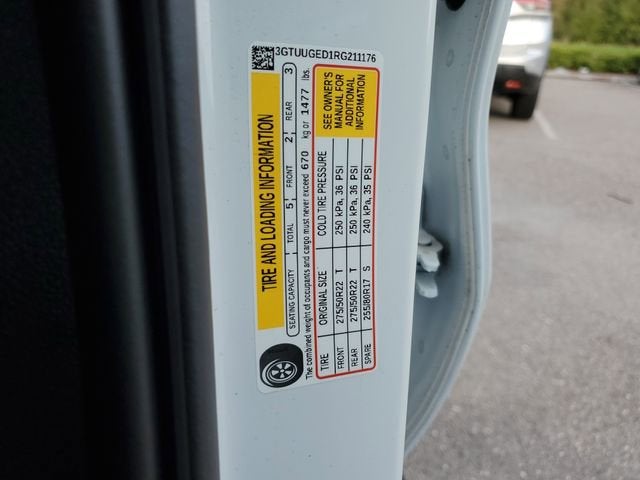 3GTUUGED1RG211176
TIRE AND LOADING INFORMATION
SEATING CAPACITY TOTAL 5 FRONT 2 REAR 3
The combined weight of occupants and cargo must never exceed 670 kg or 1477 lbs.
TIRE ORIGINAL SIZE COLD TIRE PRESSURE
FRONT 275/50R22 T 250 kPa, 36 PSI
REAR 275/50R22 T 250 kPa, 36 PSI
SPARE 255/80R17 S 240 kPa, 35 PSI
SEE OWNER'S
MANUAL FOR
ADDITIONAL
INFORMATION